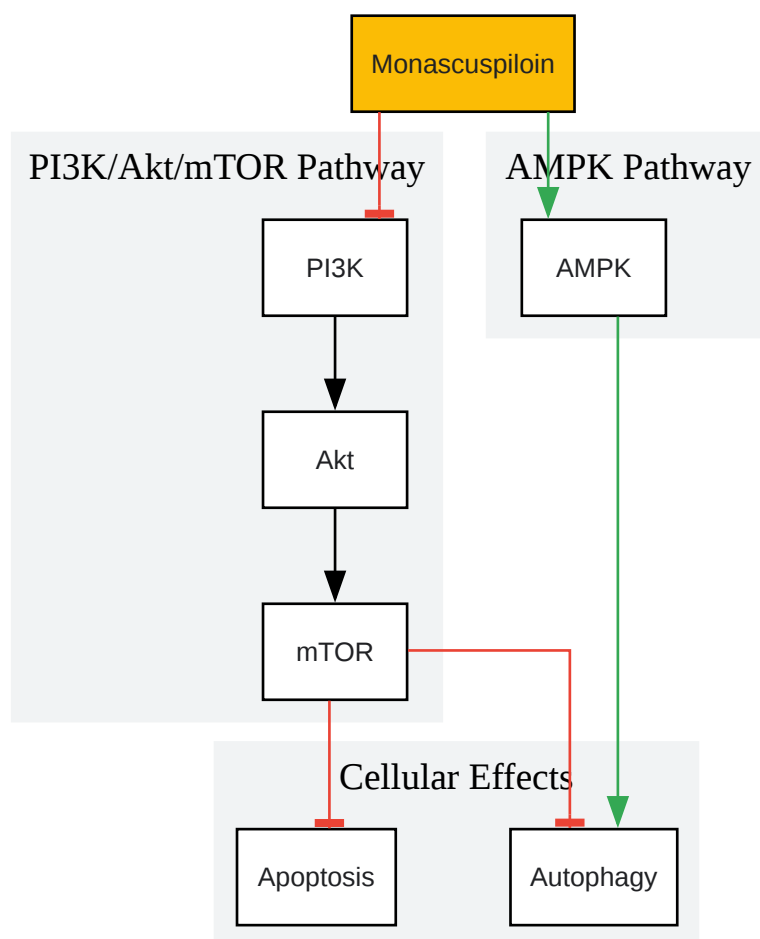 Monascuspiloin
PI3K/Akt/mTOR Pathway
AMPK Pathway
PI3K
AMPK
Akt
mTOR
Cellular Effects
Apoptosis
Autophagy